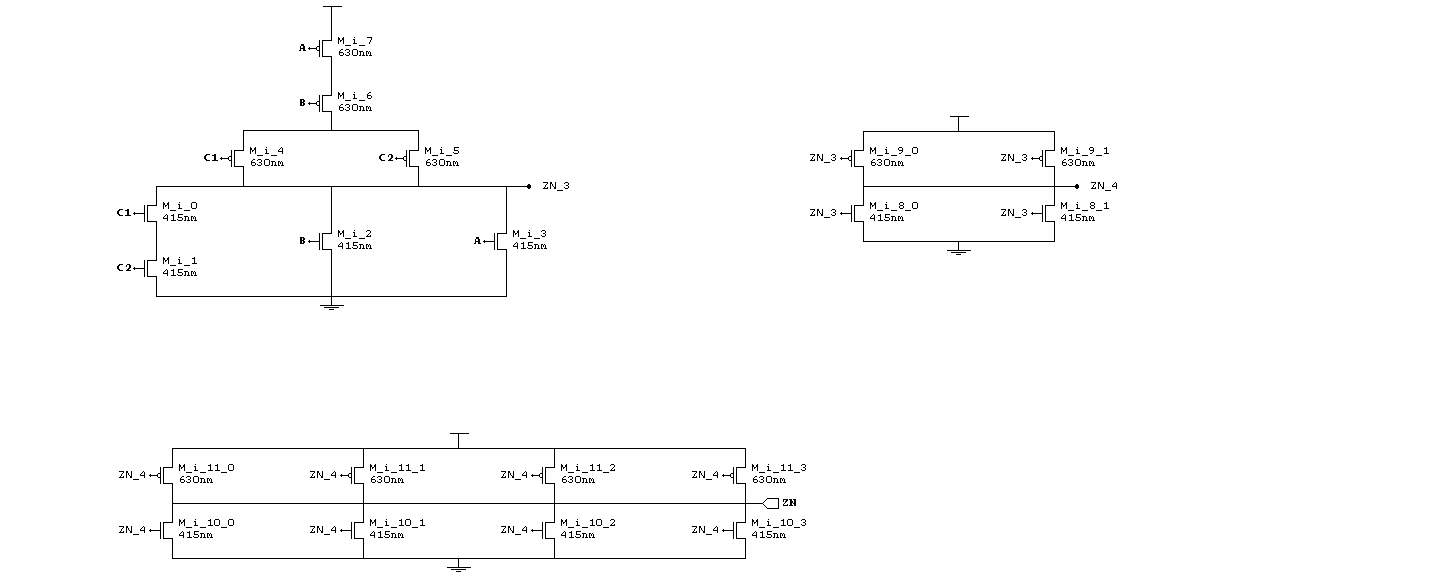 A M_i_7
630nm
B M_i_6
630nm
C1 M_i_4
630nm
C2 M_i_5
630nm
ZN_3
C1 M_i_0
415nm
B M_i_2
415nm
A M_i_3
415nm
C2 M_i_1
415nm
ZN_3 M_i_9_0
630nm
ZN_3 M_i_9_1
630nm
ZN_4
ZN_3 M_i_8_0
415nm
ZN_3 M_i_8_1
415nm
ZN_4 M_i_11_0
630nm
ZN_4 M_i_11_1
630nm
ZN_4 M_i_11_2
630nm
ZN_4 M_i_11_3
630nm
ZN
ZN_4 M_i_10_0
415nm
ZN_4 M_i_10_1
415nm
ZN_4 M_i_10_2
415nm
ZN_4 M_i_10_3
415nm